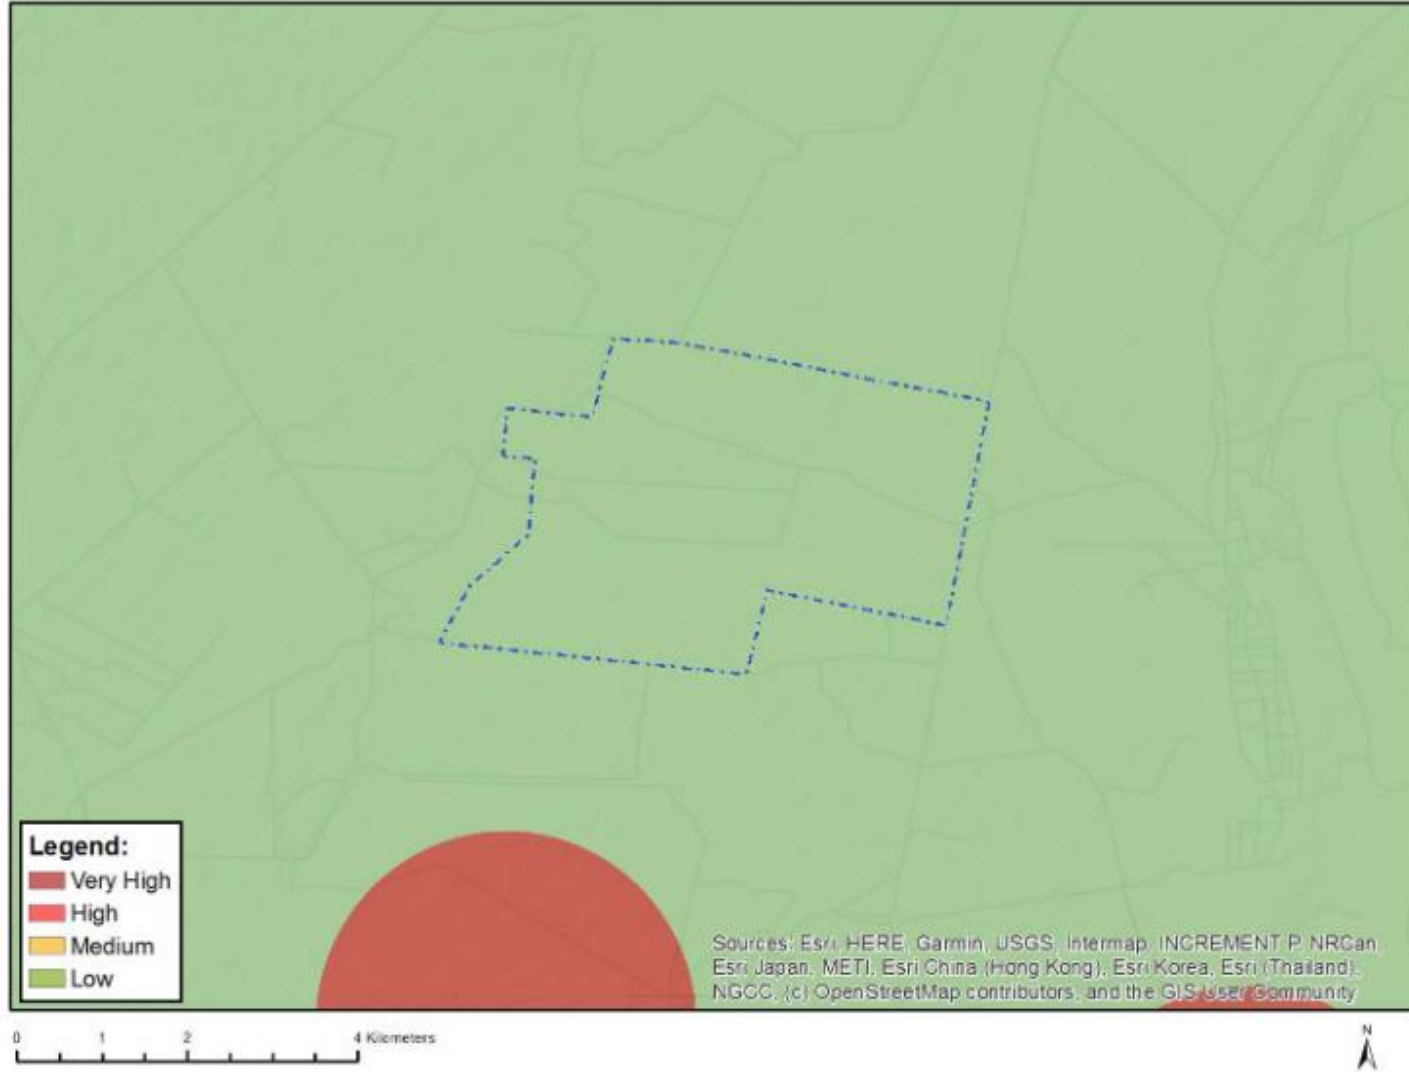 Legend:
Very High
High
Medium
Low
Sources: Esri, HERE, Garmin, USGS, Intermap, INCREMENT P, NRCan,
Esri Japan, METI, Esri China (Hong Kong), Esri Korea, Esri (Thailand),
NGCC, (c) OpenStreetMap contributors, and the GIS User Community
0 1 2 4 Kilometers
N